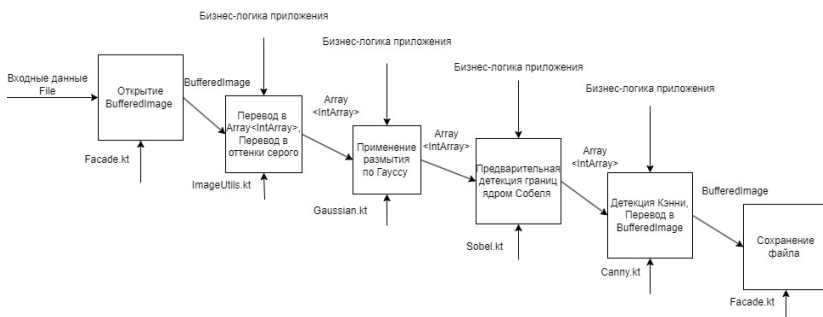 Бизнес-логика приложения
Бизнес-логика приложения
Бизнес-логика приложения
Бизнес-логика приложения
Входные данные
File
Открытие
BufferedImage
Facade.kt
BufferedImage
Перевод в
Array<IntArray>,
Перевод в
оттенки серого
ImageUtils.kt
Array
<IntArray>
Применение
размытия
по Гауссу
Gaussian.kt
Array
<IntArray>
Предварительная
детекция границ
ядром Собеля
Sobel.kt
Array
<IntArray>
Детекция Кэнни,
Перевод в
BufferedImage
Canny.kt
BufferedImage
Сохранение
файла
Facade.kt